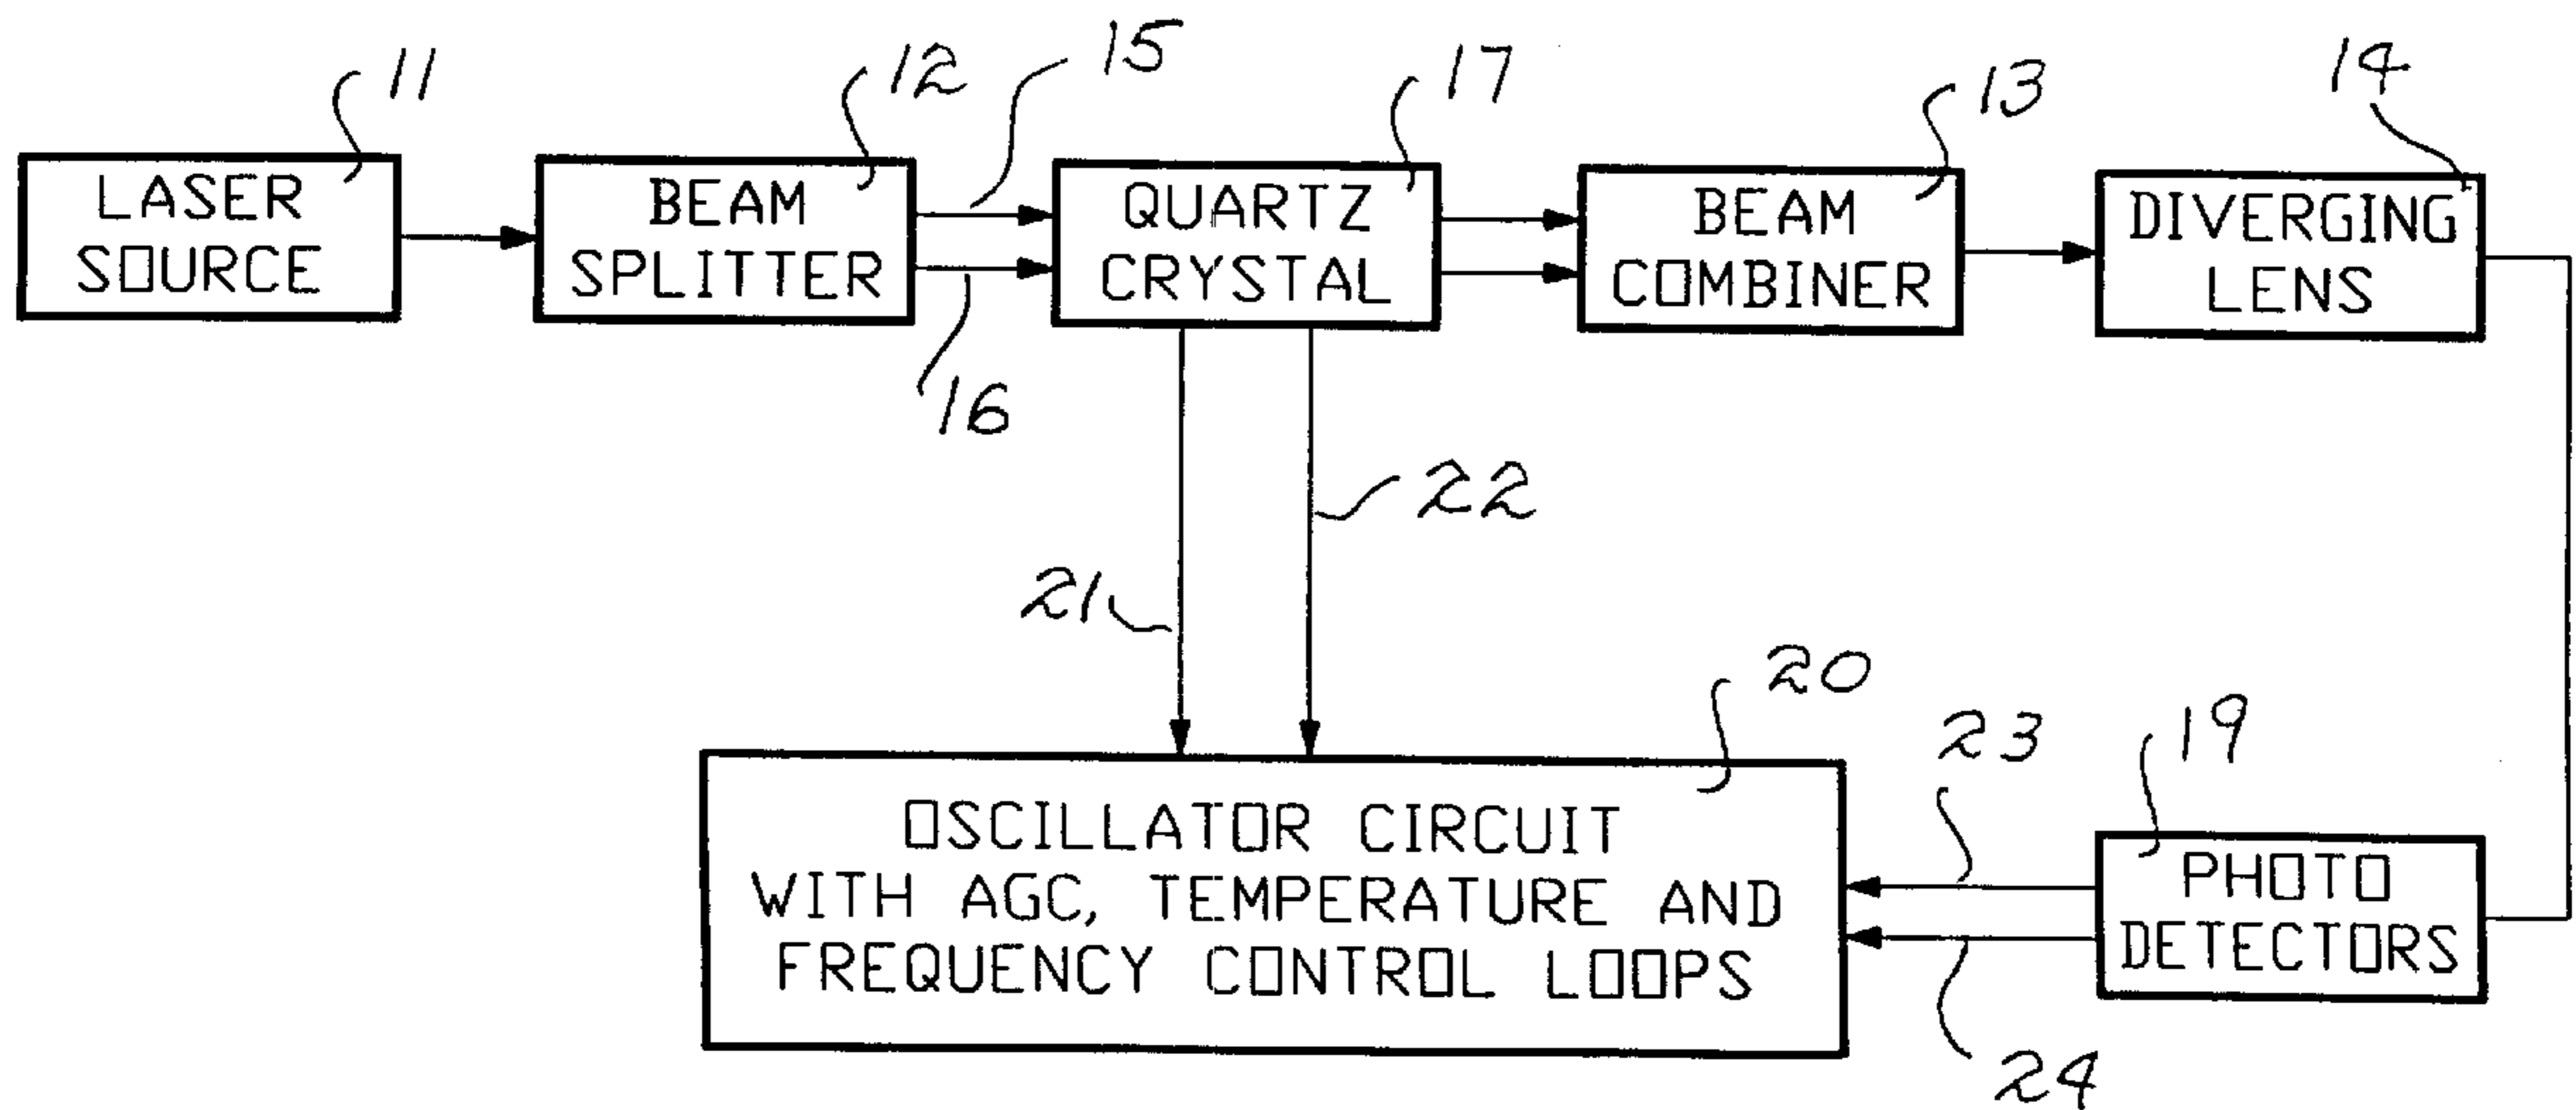 11
12
15
17
13
14
LASER
SOURCE
BEAM
SPLITTER
QUARTZ
CRYSTAL
BEAM
COMBINER
DIVERGING
LENS
16
22
21
20
23
19
OSCILLATOR CIRCUIT
WITH AGC, TEMPERATURE AND
FREQUENCY CONTROL LOOPS
PHOTO
DETECTORS
24